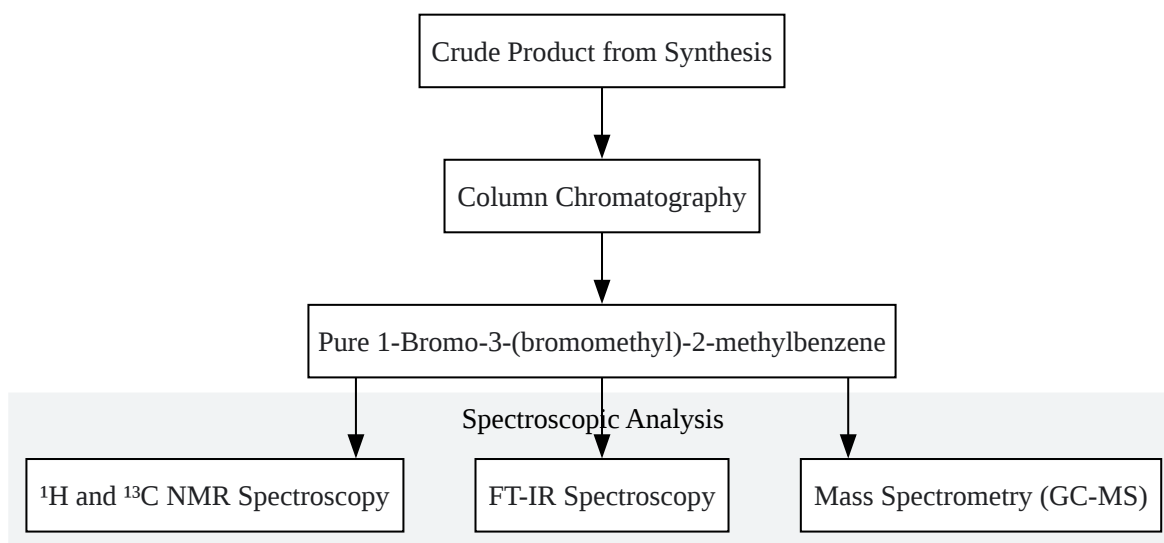 Crude Product from Synthesis
Column Chromatography
Pure 1-Bromo-3-(bromomethyl)-2-methylbenzene
Spectroscopic Analysis
¹H and ¹³C NMR Spectroscopy
FT-IR Spectroscopy
Mass Spectrometry (GC-MS)